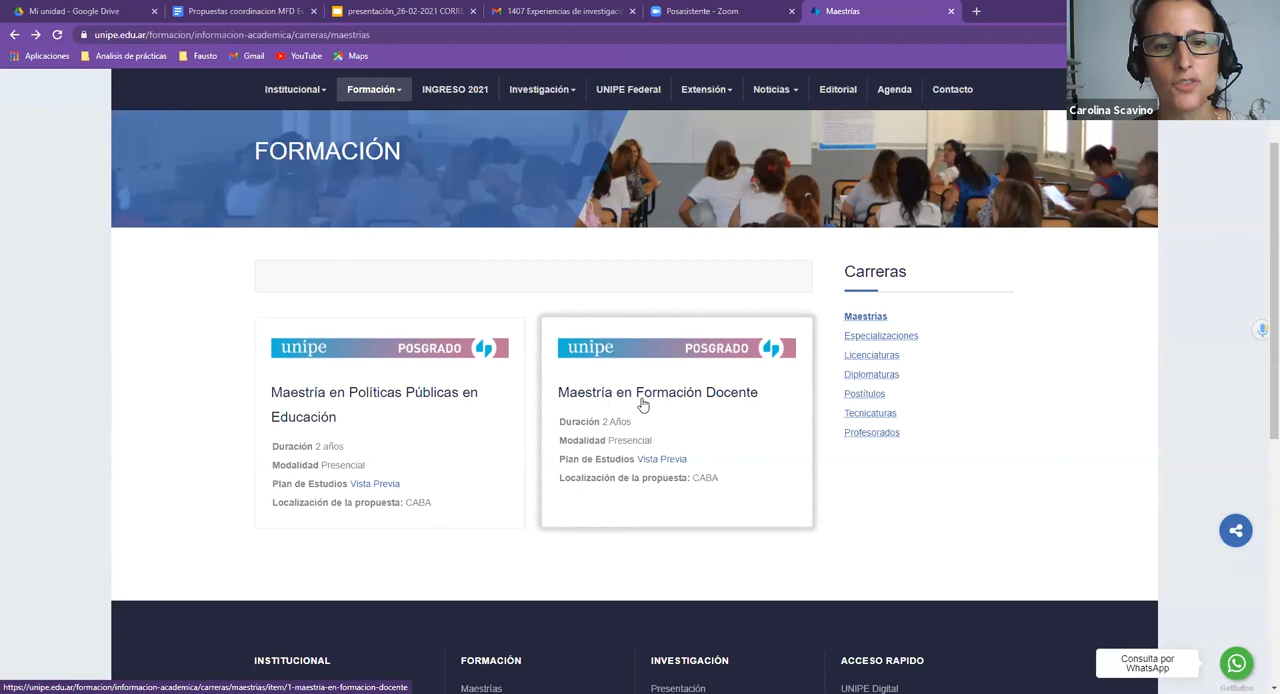 Mi unidad - Google Drive
Propuestas coordinacion MFD E
presentación_26-02-2021 CORRE
1407 Experiencias de investigació
Posasistente - Zoom
Maestrías
unipe.edu.ar/formacion/informacion-academica/carreras/maestrias
Aplicaciones
Analisis de prácticas
Fausto
Gmail
YouTube
Maps
Carolina Scavino
Institucional
Formación
INGRESO 2021
Investigación
UNIPE Federal
Extensión
Noticias
Editorial
Agenda
Contacto
FORMACIÓN
unipe POSGRADO
Maestría en Políticas Públicas en
Educación
Duración 2 años
Modalidad Presencial
Plan de Estudios Vista Previa
Localización de la propuesta: CABA
unipe POSGRADO
Maestría en Formación Docente
Duración 2 Años
Modalidad Presencial
Plan de Estudios Vista Previa
Localización de la propuesta: CABA
Carreras
Maestrías
Especializaciones
Licenciaturas
Diplomaturas
Postítulos
Tecnicaturas
Profesorados
INSTITUCIONAL
FORMACIÓN
Maestrías
INVESTIGACIÓN
Presentación
ACCESO RAPIDO
UNIPE Digital
Consulta por
WhatsApp
GetButton
https://unipe.edu.ar/formacion/informacion-academica/carreras/maestrias/item/1-maestria-en-formacion-docente